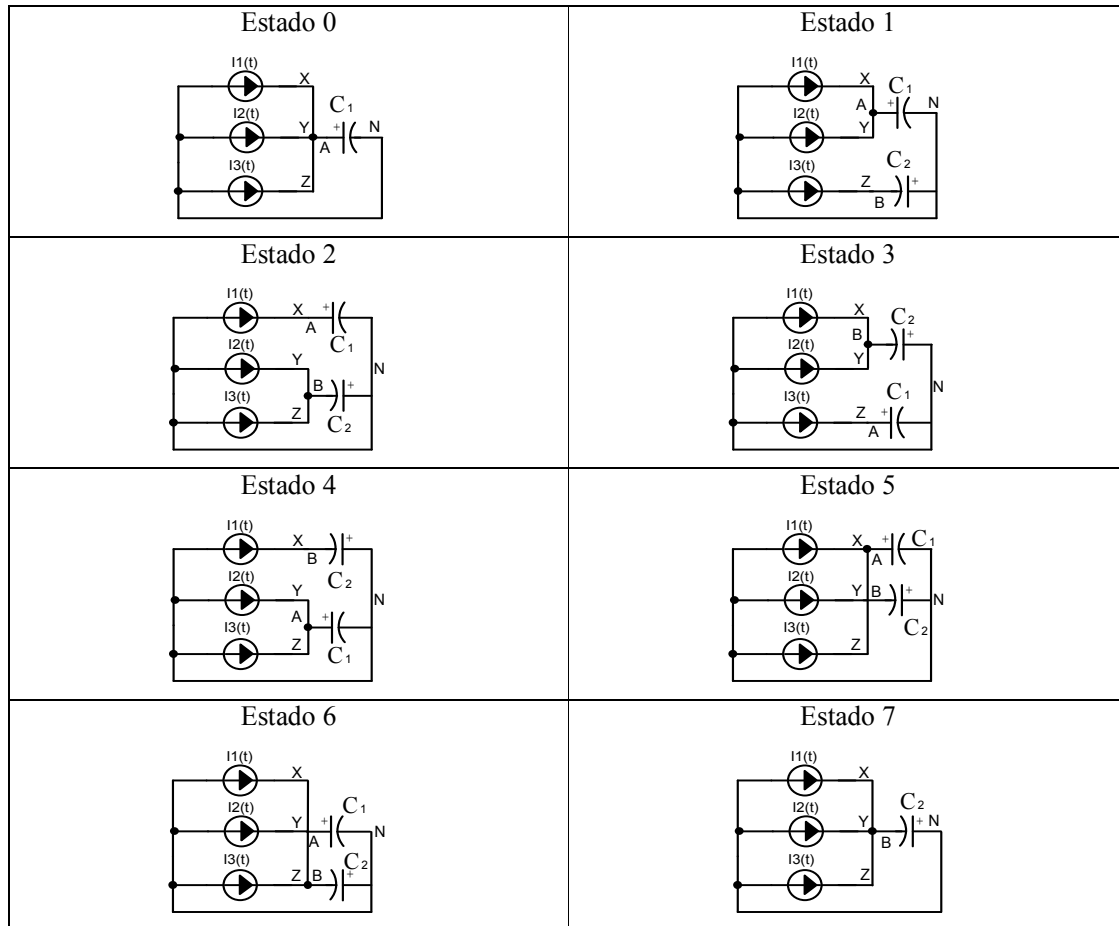 Estado 0
I1(t) X
C1
I2(t) Y + N
A
I3(t)
Z
Estado 1
I1(t) X
C1
A + N
I2(t)
Y
C2
I3(t) Z +
B
Estado 2
I1(t)
X +
A
C1
I2(t)
Y
N
B +
I3(t)
Z
C2
Estado 3
I1(t)
X
C2
B +
I2(t)
Y
N
C1
I3(t)
Z +
A
Estado 4
I1(t)
X +
B
C2
I2(t)
Y
N
A
+
I3(t)
Z
C1
Estado 5
I1(t)
X + C1
A
I2(t)
Y B + N
C2
I3(t)
Z
Estado 6
I1(t)
X
C1
I2(t)
Y + N
A
I3(t) C2
Z B +
Estado 7
I1(t)
X
C2
I2(t)
Y + N
B
I3(t)
Z